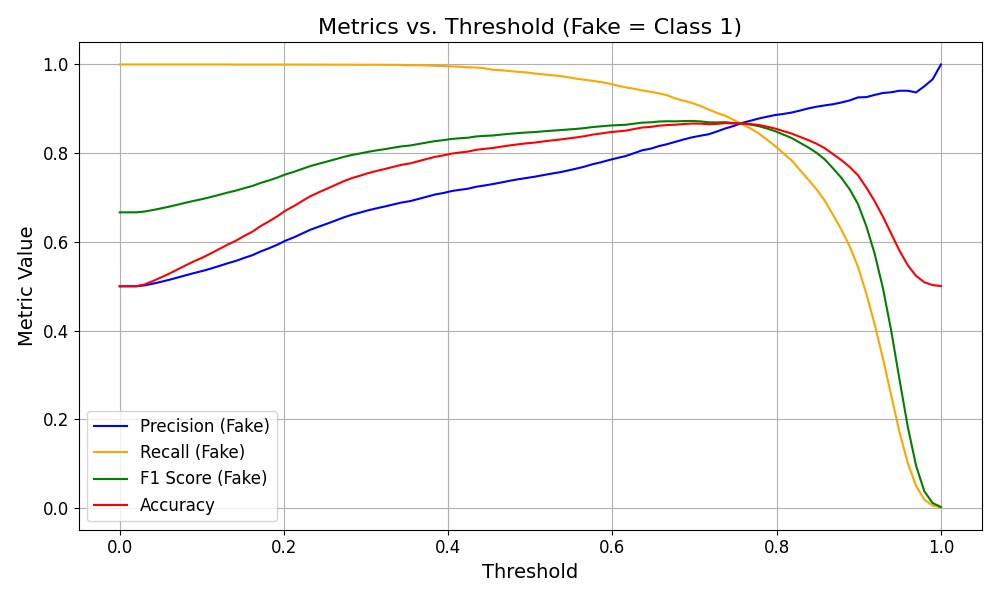 Metrics vs. Threshold (Fake = Class 1)
Metric Value
1.0
0.8
0.6
0.4
0.2
0.0
Precision (Fake)
Recall (Fake)
F1 Score (Fake)
Accuracy
0.0 0.2 0.4 0.6 0.8 1.0
Threshold